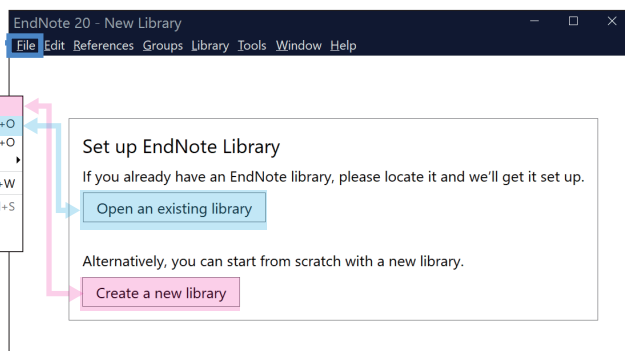 EndNote 20 - New Library
File Edit References Groups Library Tools Window Help
+O
+O
+W
+S
Set up EndNote Library
If you already have an EndNote library, please locate it and we'll get it set up.
Open an existing library
Alternatively, you can start from scratch with a new library.
Create a new library